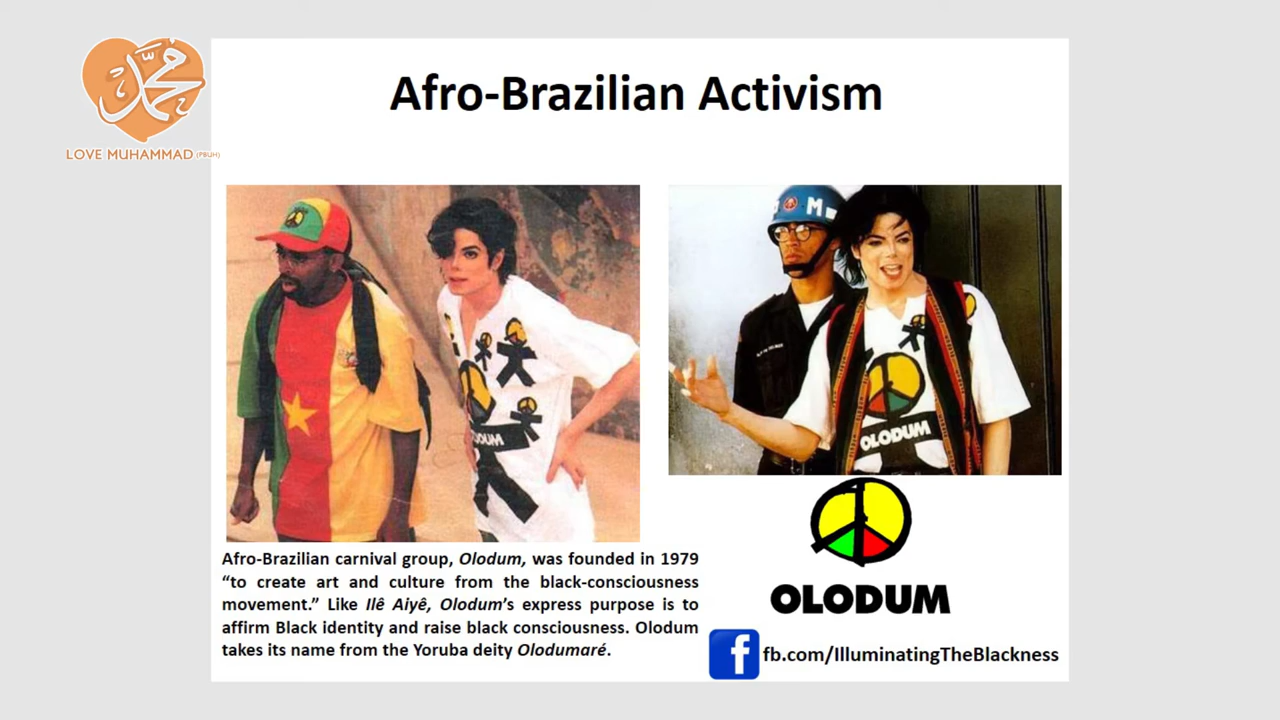 Afro-Brazilian Activism
محمد
LOVE MUHAMMAD (PBUH)
M
OLODUM
OLODUM
Afro-Brazilian carnival group, Olodum, was founded in 1979
“to create art and culture from the black-consciousness
movement.” Like Ilê Aiyê, Olodum’s express purpose is to
affirm Black identity and raise black consciousness. Olodum
takes its name from the Yoruba deity Olodumaré.
OLODUM
f
fb.com/IlluminatingTheBlackness